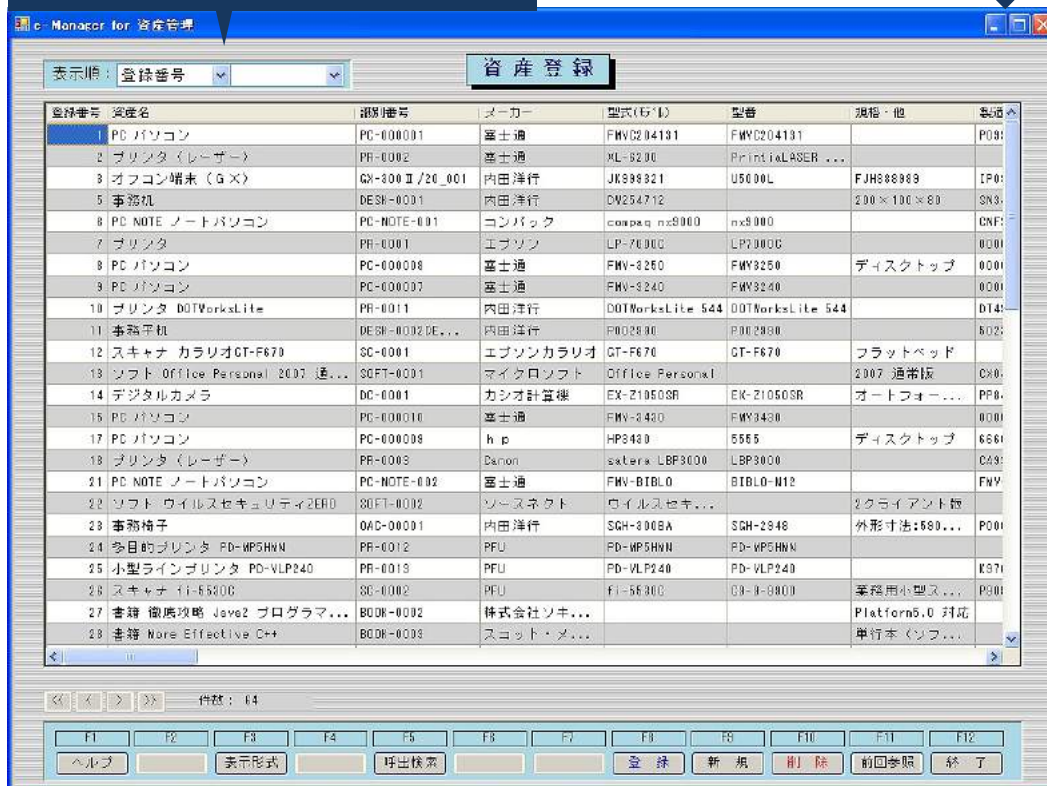 e-Manager for 資産管理
表示順： 登録番号
資産登録
登録番号 資産名 識別番号 メーカー 型式(ﾓﾃﾞﾙ) 型番 規格・他
1 PC パソコン PC-000001 富士通 FMVC204131 FMVC204131
2 プリンタ（レーザー） PR-0002 富士通 XL-6200 PrintiaLASER ...
3 オフコン端末（GX） GX-300Ⅱ/20_001 内田洋行 JK999321 U5000L FJH888989
5 事務机 DESK-0001 内田洋行 DV254712 200×100×80
6 PC NOTE ノートパソコン PC-NOTE-001 コンパック compaq nx9000 nx9000
7 プリンタ PR-0001 エプソン LP-7000C LP7000C
8 PC パソコン PC-000008 富士通 FMV-3250 FMV3250 ディスクトップ
9 PC パソコン PC-000007 富士通 FMV-3240 FMV3240
10 プリンタ DOTWorksLite PR-0011 内田洋行 DOTWorksLite 544 DOTWorksLite 544
11 事務平机 DESK-0002DE... 内田洋行
12 スキャナ カラリオGT-F670 SC-0001 エプソンカラリオ GT-F670 GT-F670 フラットベッド
13 ソフト Office Personal 2007 通... SOFT-0001 マイクロソフト Office Personal 2007 通常版
14 デジタルカメラ DC-0001 カシオ計算機 EX-Z1050SR EX-Z1050SR オートフォー...
15 PC パソコン PC-000010 富士通 FMV-3430 FMV3430
17 PC パソコン PC-000009 ｈｐ HP3430 5555 ディスクトップ
18 プリンタ（レーザー） PR-0003 Canon satera LBP3000 LBP3000
21 PC NOTE ノートパソコン PC-NOTE-002 富士通 FMV-BIBLO BIBLO-N12
22 ソフト ウイルスセキュリティZERO SOFT-0002 ソースネクト ウイルスセキ... 2クライアント版
23 事務椅子 OAC-00001 内田洋行 SGH-300BA SGH-2948 外形寸法:590...
24 多目的プリンタ PD-MP5HNN PR-0012 PFU PD-MP5HNN PD-MP5HNN
25 小型ラインプリンタ PD-VLP240 PR-0013 PFU PD-VLP240 PD-VLP240
26 スキャナ fi-5530C SC-0002 PFU fi-5530C 業務用小型ス...
27 書籍 徹底攻略 Java2 プログラマ... BOOK-0002 株式会社ソキ... Platform5.0 対応
28 書籍 More Effective C++ BOOK-0003 スコット・メ... 単行本（ソフ...
<< < > >> 件数： 64
F1 F2 F3 F4 F5 F6 F7 F8 F9 F10 F11 F12
ヘルプ 表示形式 呼出検索 登 録 新 規 削 除 前回参照 終 了